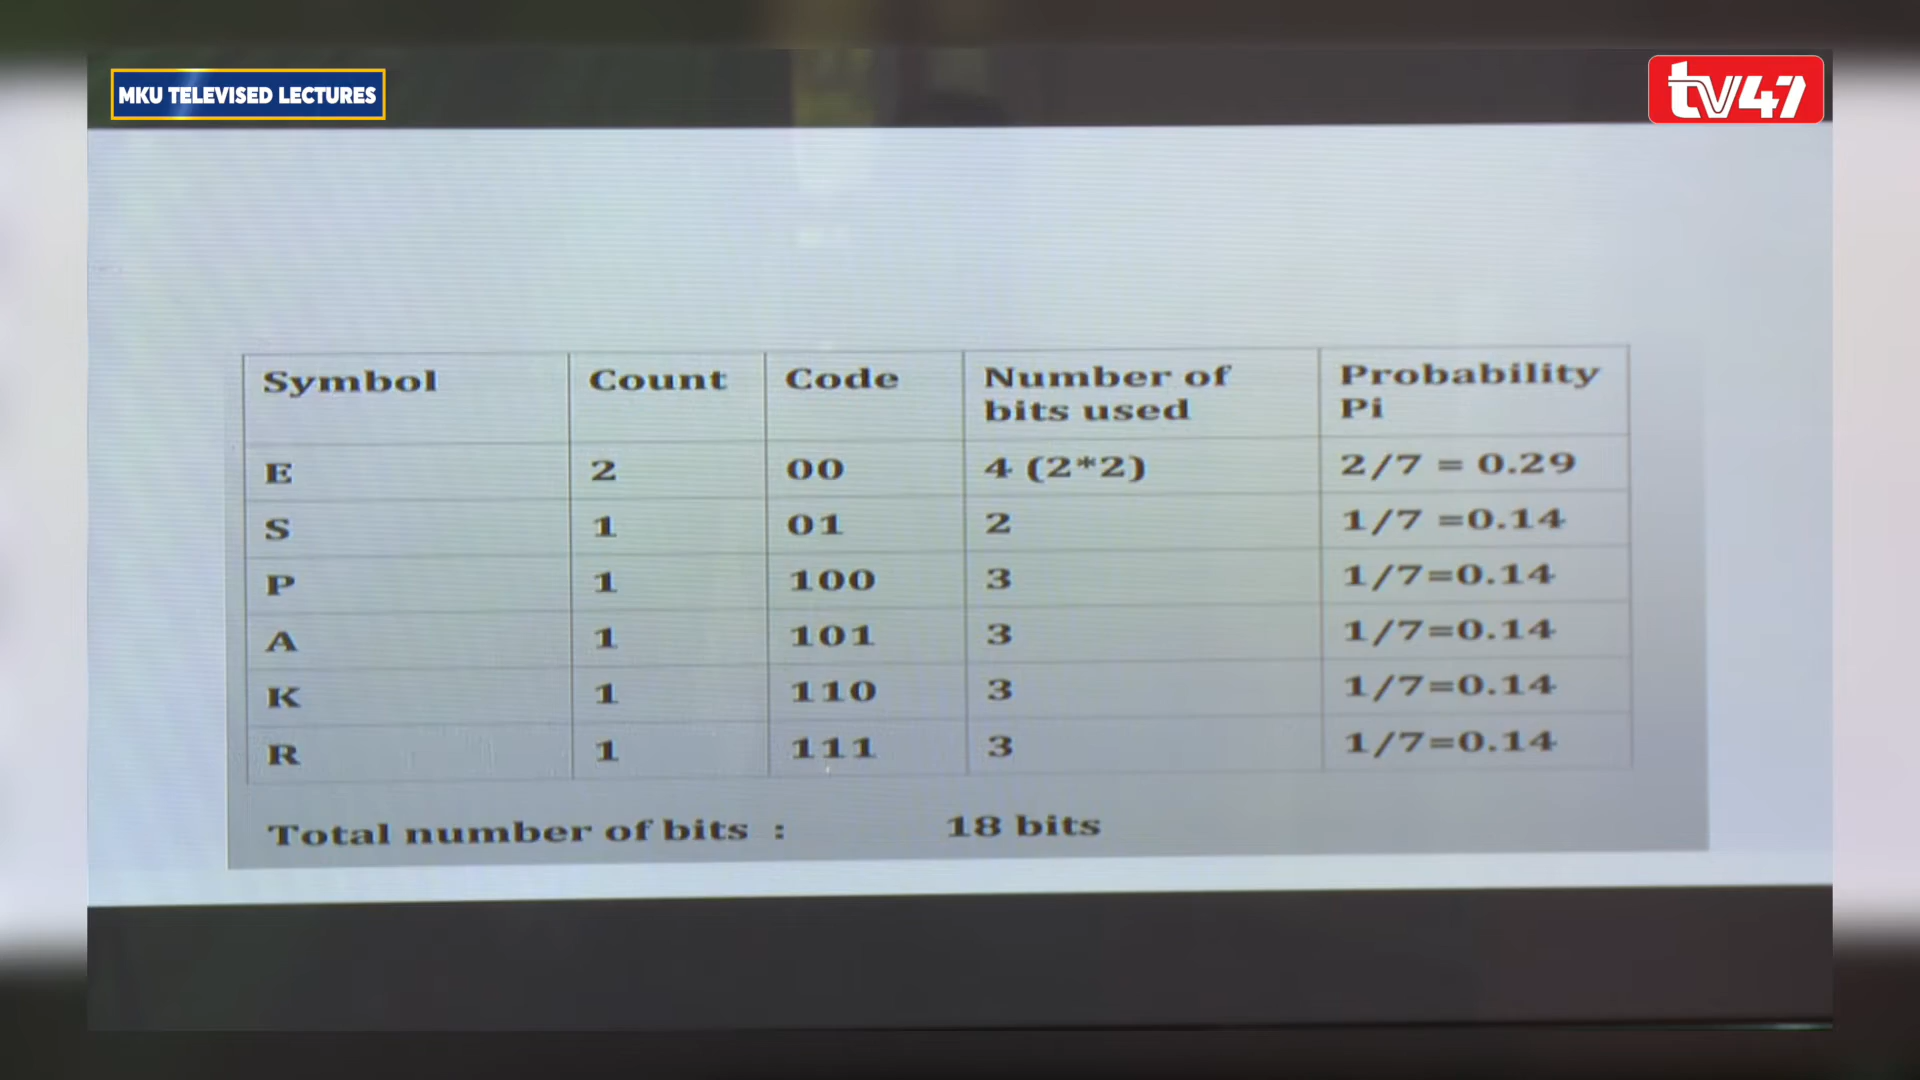 MKU TELEVISED LECTURES
tv47
Symbol Count Code Number of bits used Probability Pi
E 2 00 4 (2*2) 2/7 = 0.29
S 1 01 2 1/7 =0.14
P 1 100 3 1/7=0.14
A 1 101 3 1/7=0.14
K 1 110 3 1/7=0.14
R 1 111 3 1/7=0.14
Total number of bits : 18 bits